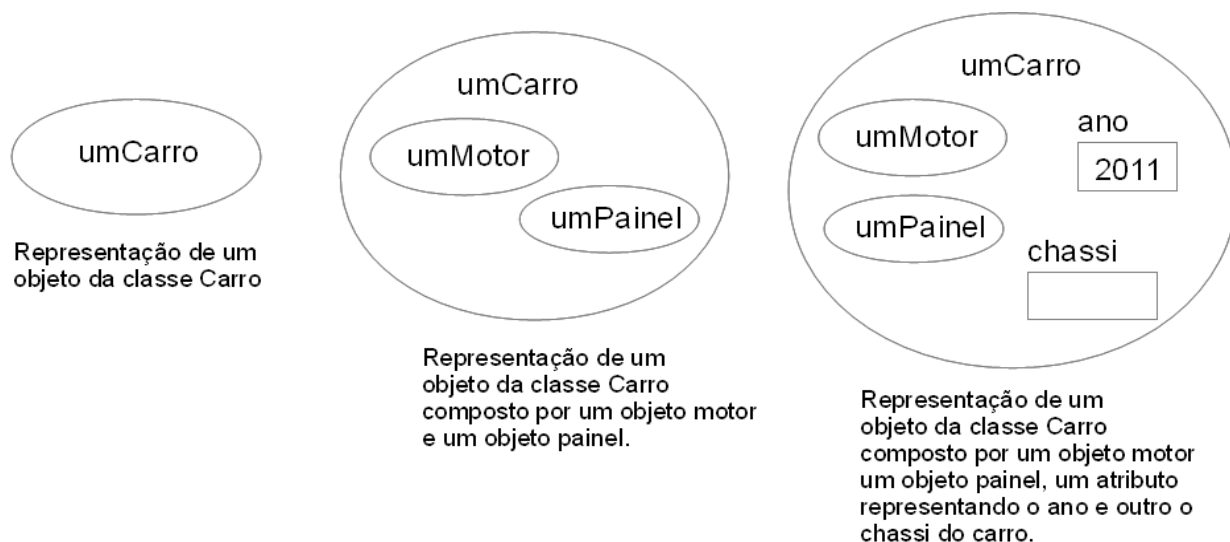 umCarro
Representação de um
objeto da classe Carro
umCarro
umMotor
umPainel
Representação de um
objeto da classe Carro
composto por um objeto motor
e um objeto painel.
umCarro
umMotor
umPainel
ano
2011
chassi
Representação de um
objeto da classe Carro
composto por um objeto motor
um objeto painel, um atributo
representando o ano e outro o
chassi do carro.